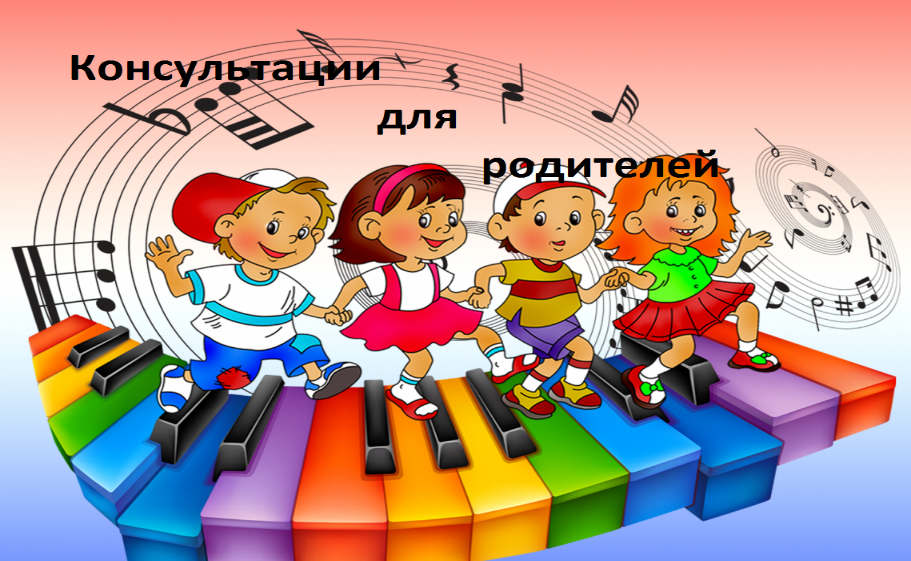 Консультации
для
родителей